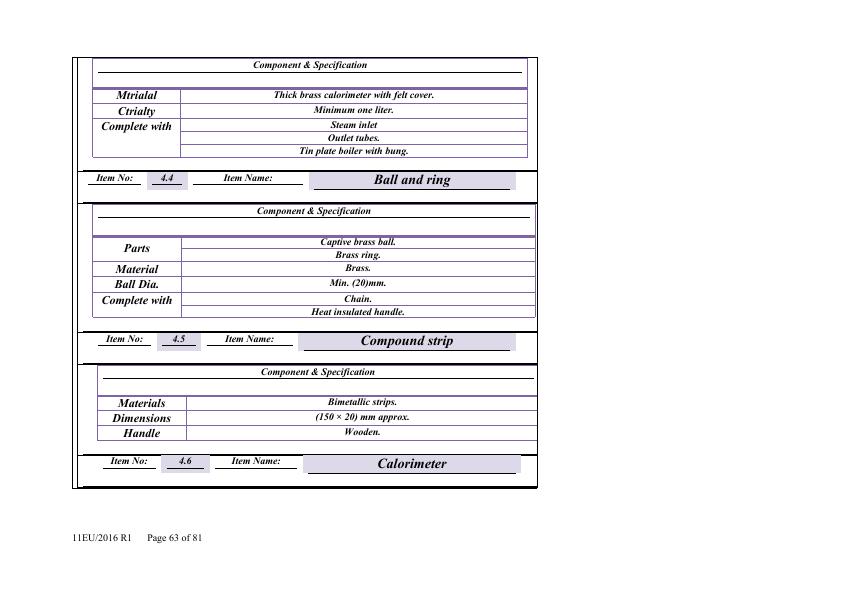 Component & Specification
Mtrialal Thick brass calorimeter with felt cover.
Ctrialty Minimum one liter.
Complete with Steam inlet
Outlet tubes.
Tin plate boiler with bung.
Item No: 4.4 Item Name: Ball and ring
Component & Specification
Parts Captive brass ball.
Brass ring.
Material Brass.
Ball Dia. Min. (20)mm.
Complete with Chain.
Heat insulated handle.
Item No: 4.5 Item Name: Compound strip
Component & Specification
Materials Bimetallic strips.
Dimensions (150 × 20) mm approx.
Handle Wooden.
Item No: 4.6 Item Name: Calorimeter
11EU/2016 R1 Page 63 of 81